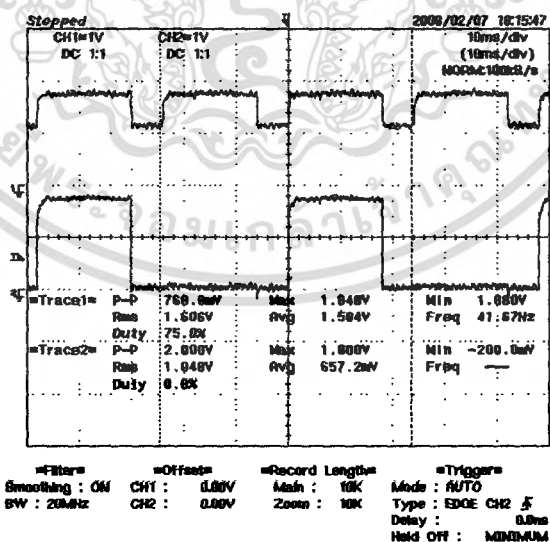 Stopped 2008/02/07 18:15:47
CH1=1V CH2=1V 10ms/div
DC 1:1 DC 1:1 (10ms/div)
NORM:100kS/s
=Trace1= P-P 760.0mV Max 1.840V Min 1.080V
Rms 1.606V Avg 1.584V Freq 41.67Hz
Duty 75.0%
=Trace2= P-P 2.000V Max 1.800V Min -200.0mV
Rms 1.048V Avg 657.2mV Freq ---
Duty 0.0%
=Filter= =Offset= =Record Length= =Trigger=
Smoothing : ON CH1 : 0.00V Main : 10K Mode : AUTO
BW : 20MHz CH2 : 0.00V Zoom : 10K Type : EDGE CH2
Delay : 0.0ns
Hold Off : MINIMUM